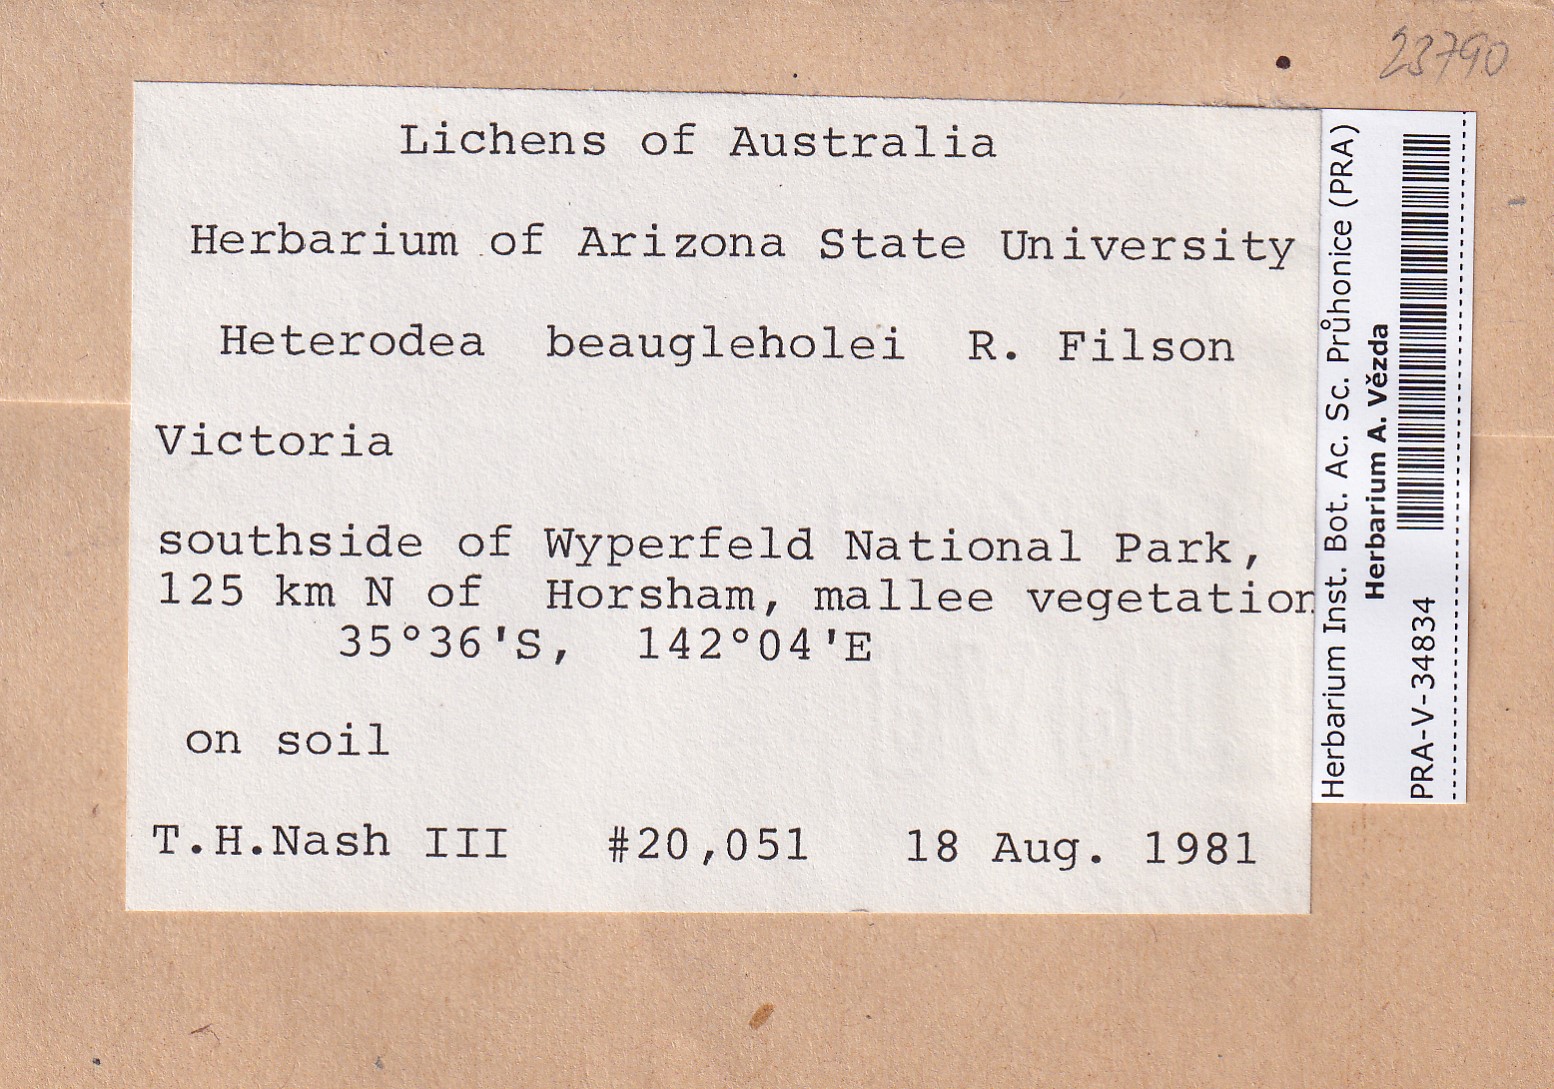 23790
Lichens of Australia
Herbarium of Arizona State University
Heterodea beaugleholei R. Filson
Victoria
southside of Wyperfeld National Park,
125 km N of Horsham, mallee vegetation
35°36'S, 142°04'E
on soil
T.H.Nash III #20,051 18 Aug. 1981
Herbarium Inst. Bot. Ac. Sc. Průhonice (PRA)
Herbarium A. Vězda
PRA-V-34834